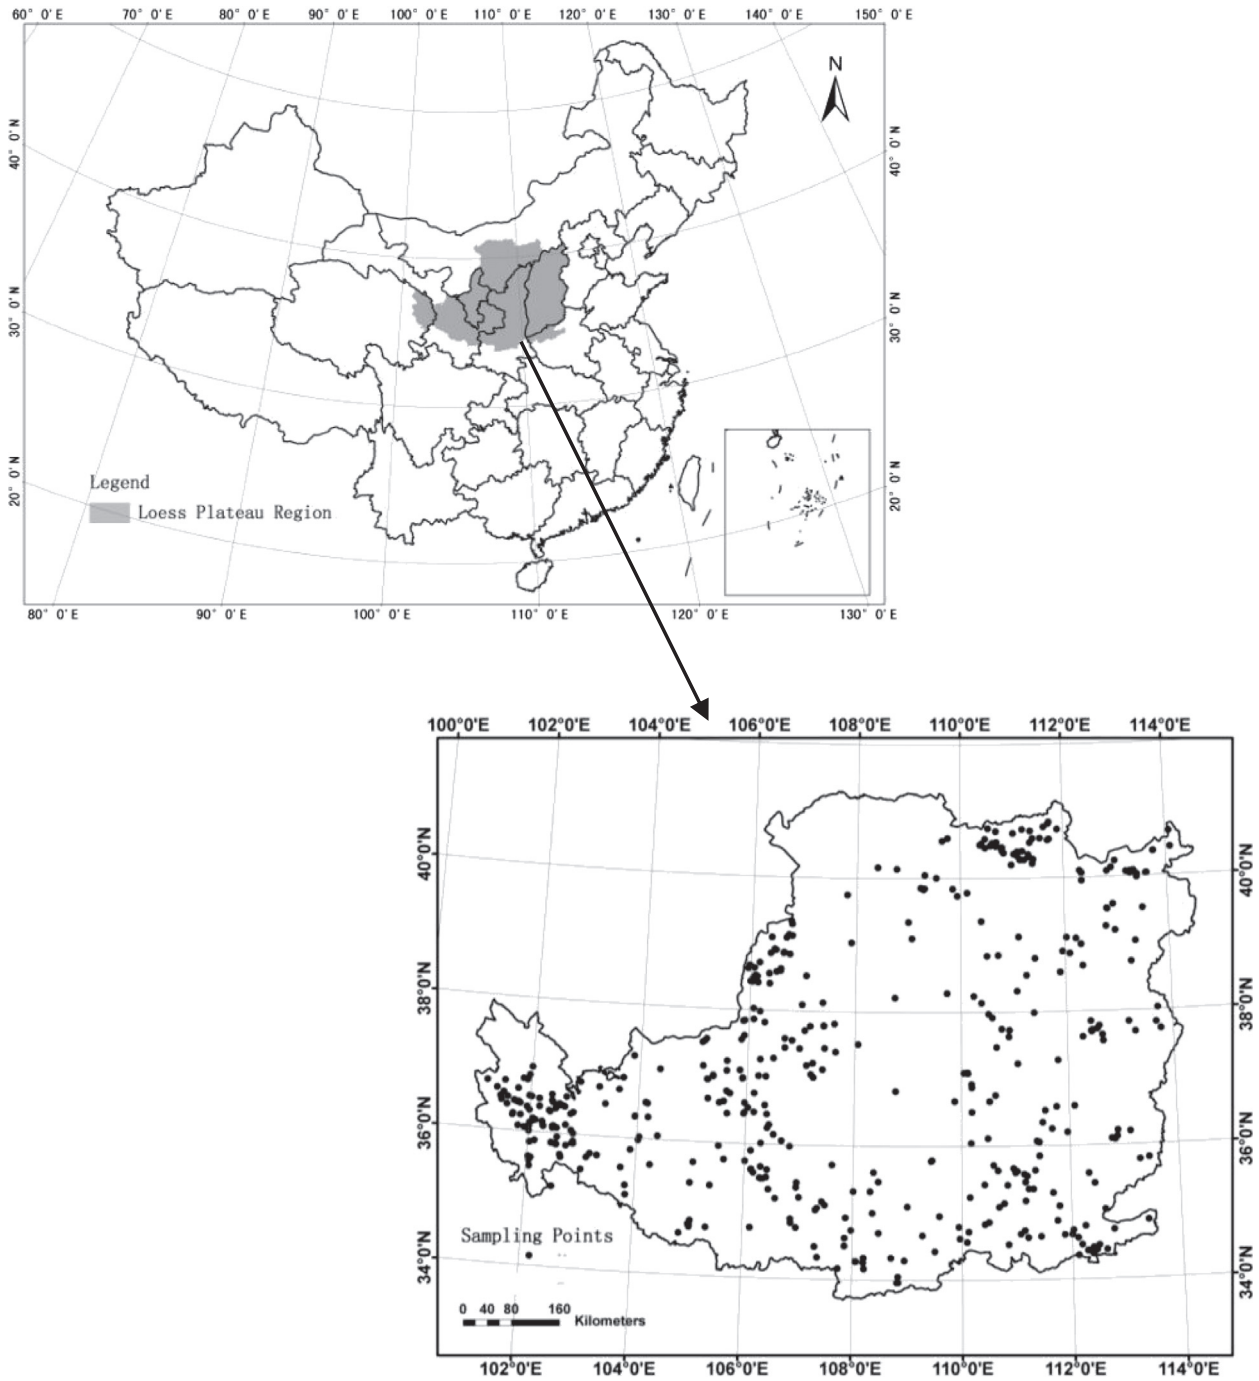 60° 0′E 70° 0′E 80° 0′E 90° 0′E 100° 0′E 110° 0′E 120° 0′E 130° 0′E 140° 0′E 150° 0′E
N
40° 0′N
40° 0′N
30° 0′N
30° 0′N
20° 0′N
20° 0′N
Legend
Loess Plateau Region
80° 0′E 90° 0′E 100° 0′E 110° 0′E 120° 0′E 130° 0′E
100°0'0"E 102°0'E 104°0'E 106°0'E 108°0'E 110°0'E 112°0'E 114°0'E
40°0'0"N
40°0'N
38°0'N
38°0'N
36°0'N
36°0'N
34°0'N
34°0'N
Sampling Points
0 40 80 160
Kilometers
102°0'E 104°0'E 106°0'E 108°0'E 110°0'E 112°0'E 114°0'E